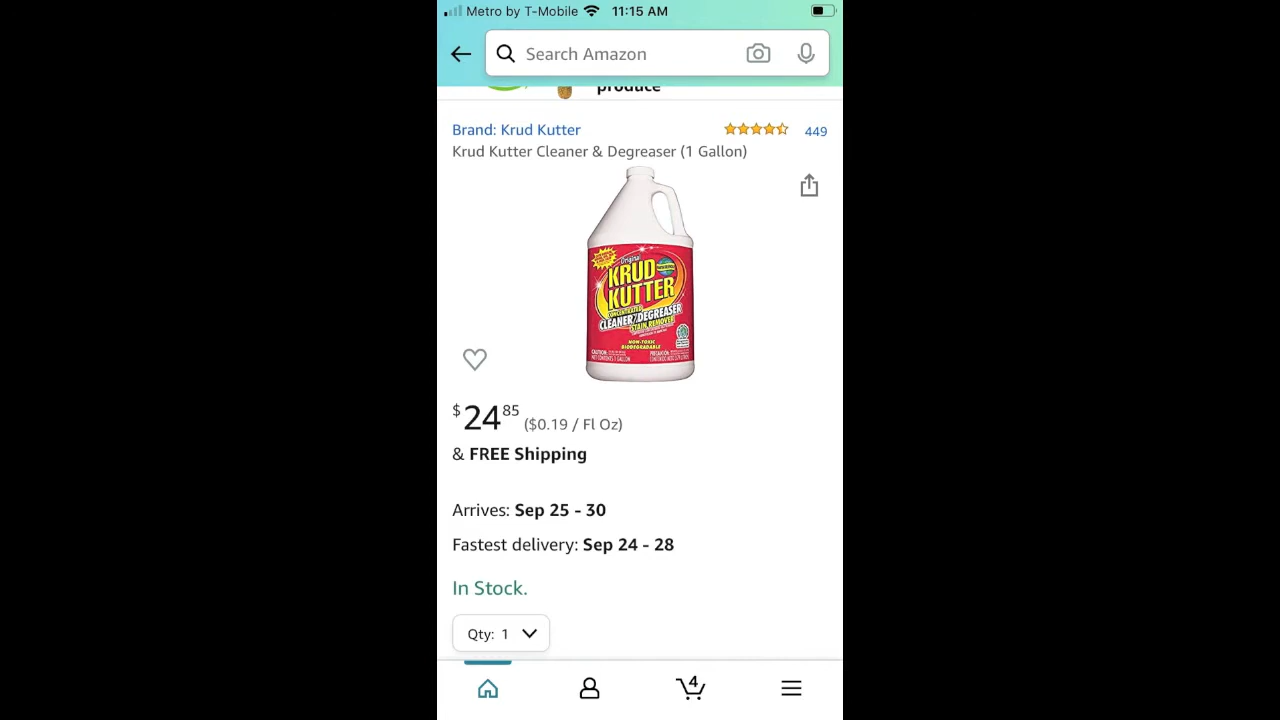 Metro by T-Mobile 11:15 AM
Search Amazon
produce
Brand: Krud Kutter 449
Krud Kutter Cleaner & Degreaser (1 Gallon)
Original
KRUD
KUTTER
CONCENTRATED
CLEANER/DEGREASER
STAIN REMOVER
NON-TOXIC
BIODEGRADABLE
$24 85 ($0.19 / Fl Oz)
& FREE Shipping
Arrives: Sep 25 - 30
Fastest delivery: Sep 24 - 28
In Stock.
Qty: 1
4